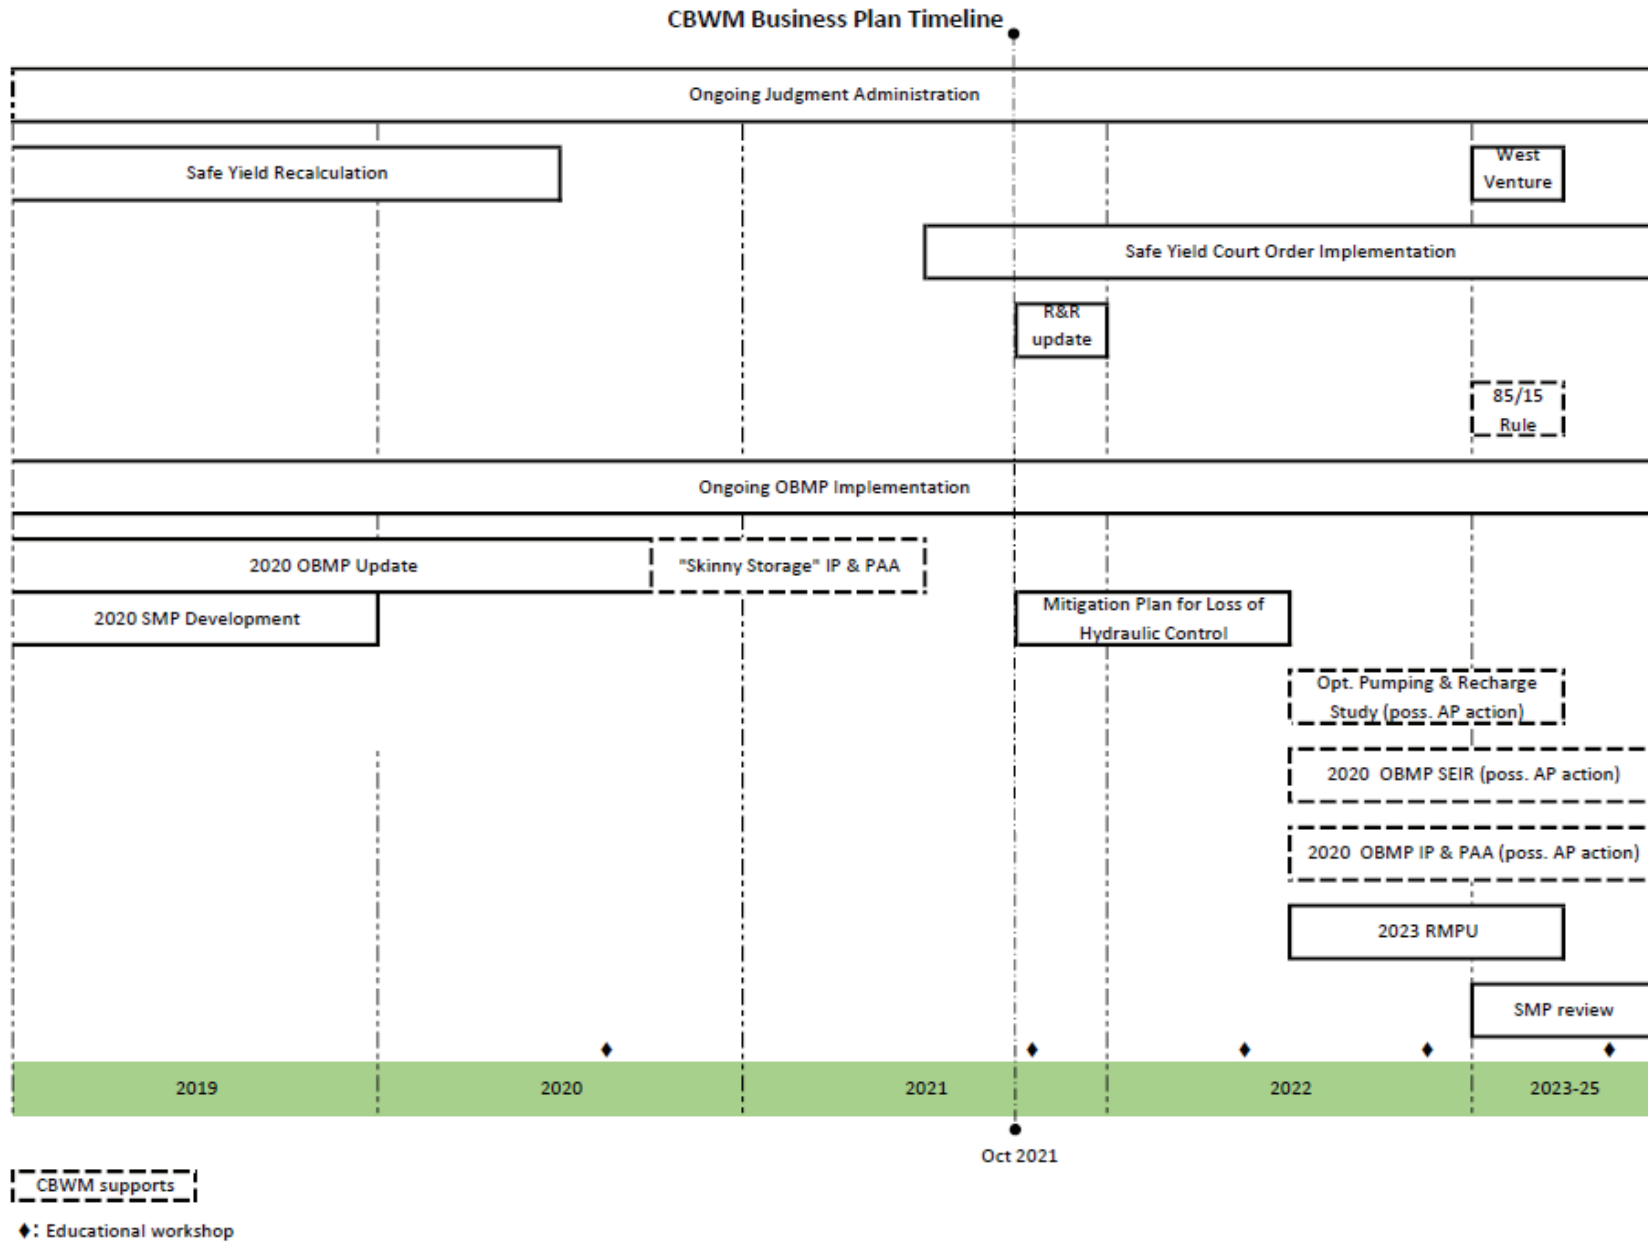 CBWM Business Plan Timeline
Ongoing Judgment Administration
Safe Yield Recalculation
West
Venture
Safe Yield Court Order Implementation
R&R
update
85/15
Rule
Ongoing OBMP Implementation
2020 OBMP Update
"Skinny Storage" IP & PAA
2020 SMP Development
Mitigation Plan for Loss of
Hydraulic Control
Opt. Pumping & Recharge
Study (poss. AP action)
2020 OBMP SEIR (poss. AP action)
2020 OBMP IP & PAA (poss. AP action)
2023 RMPU
SMP review
2019
2020
2021
2022
2023-25
Oct 2021
CBWM supports
♦: Educational workshop